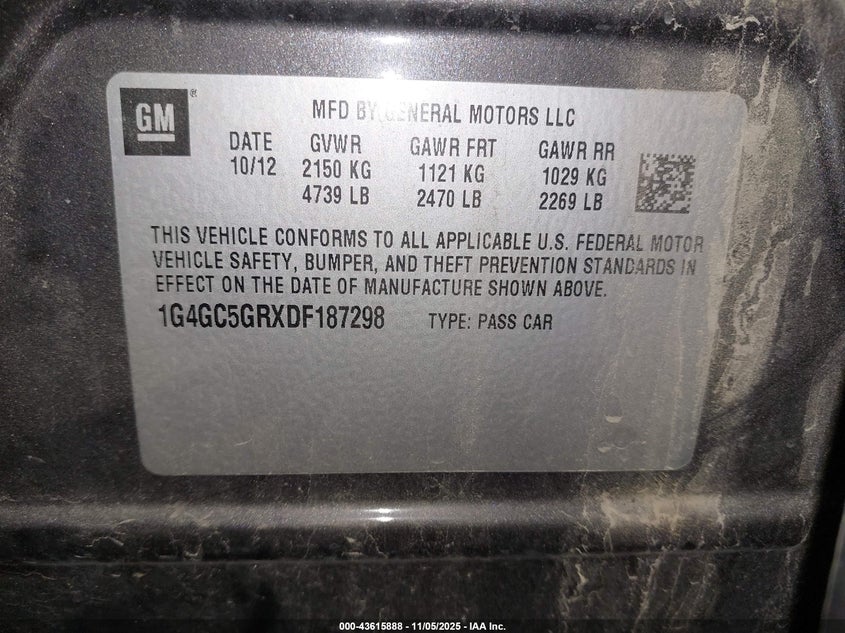 GM ®
MFD BY GENERAL MOTORS LLC
DATE GVWR GAWR FRT GAWR RR
10/12 2150 KG 1121 KG 1029 KG
4739 LB 2470 LB 2269 LB
THIS VEHICLE CONFORMS TO ALL APPLICABLE U.S. FEDERAL MOTOR
VEHICLE SAFETY, BUMPER, AND THEFT PREVENTION STANDARDS IN
EFFECT ON THE DATE OF MANUFACTURE SHOWN ABOVE.
1G4GC5GRXDF187298 TYPE: PASS CAR
000-43615888 - 11/05/2025 - IAA Inc.